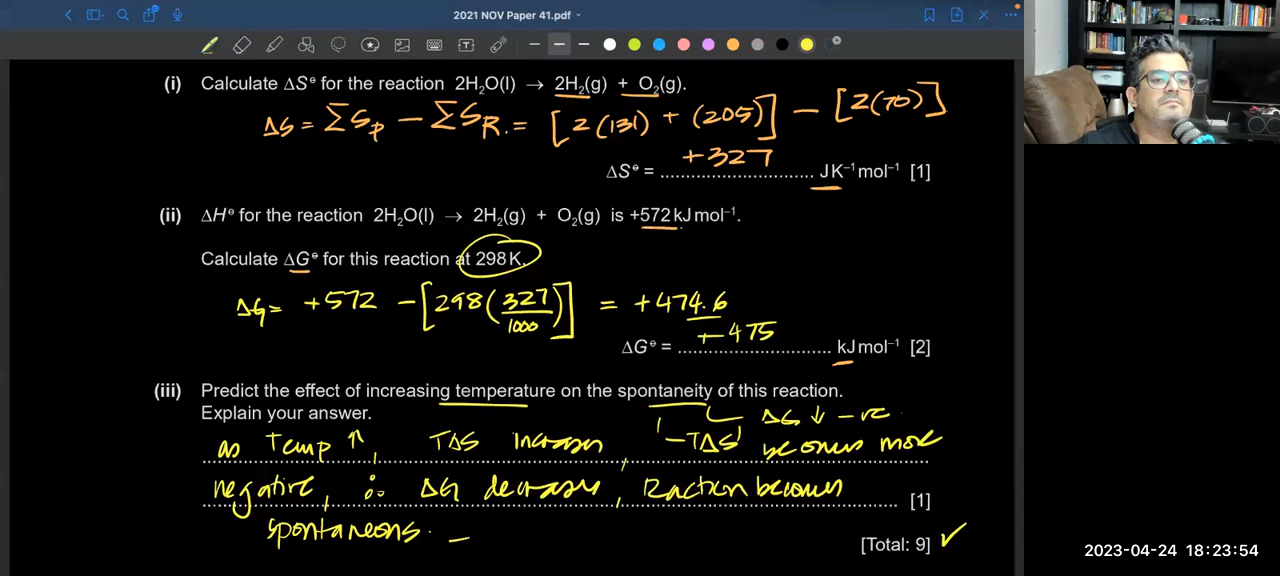 2021 NOV Paper 41.pdf
(i) Calculate ΔS⦵ for the reaction 2H₂O(l) → 2H₂(g) + O₂(g).
ΔS = ΣSp – ΣSR. = [2(131) + (205)] – [2(70)]
+327
ΔS⦵ = .............................. JK⁻¹mol⁻¹ [1]
(ii) ΔH⦵ for the reaction 2H₂O(l) → 2H₂(g) + O₂(g) is +572 kJ mol⁻¹.
Calculate ΔG⦵ for this reaction at 298 K.
ΔG = +572 – [298(327/1000)] = +474.6
+475
ΔG⦵ = .............................. kJ mol⁻¹ [2]
(iii) Predict the effect of increasing temperature on the spontaneity of this reaction.
Explain your answer.
ΔG ↓ –ve
as Temp ↑, TΔS increases, '–TΔS' becomes more
negative, ∴ ΔG decreases, reaction becomes [1]
spontaneous.
[Total: 9] ✓
2023-04-24 18:23:54